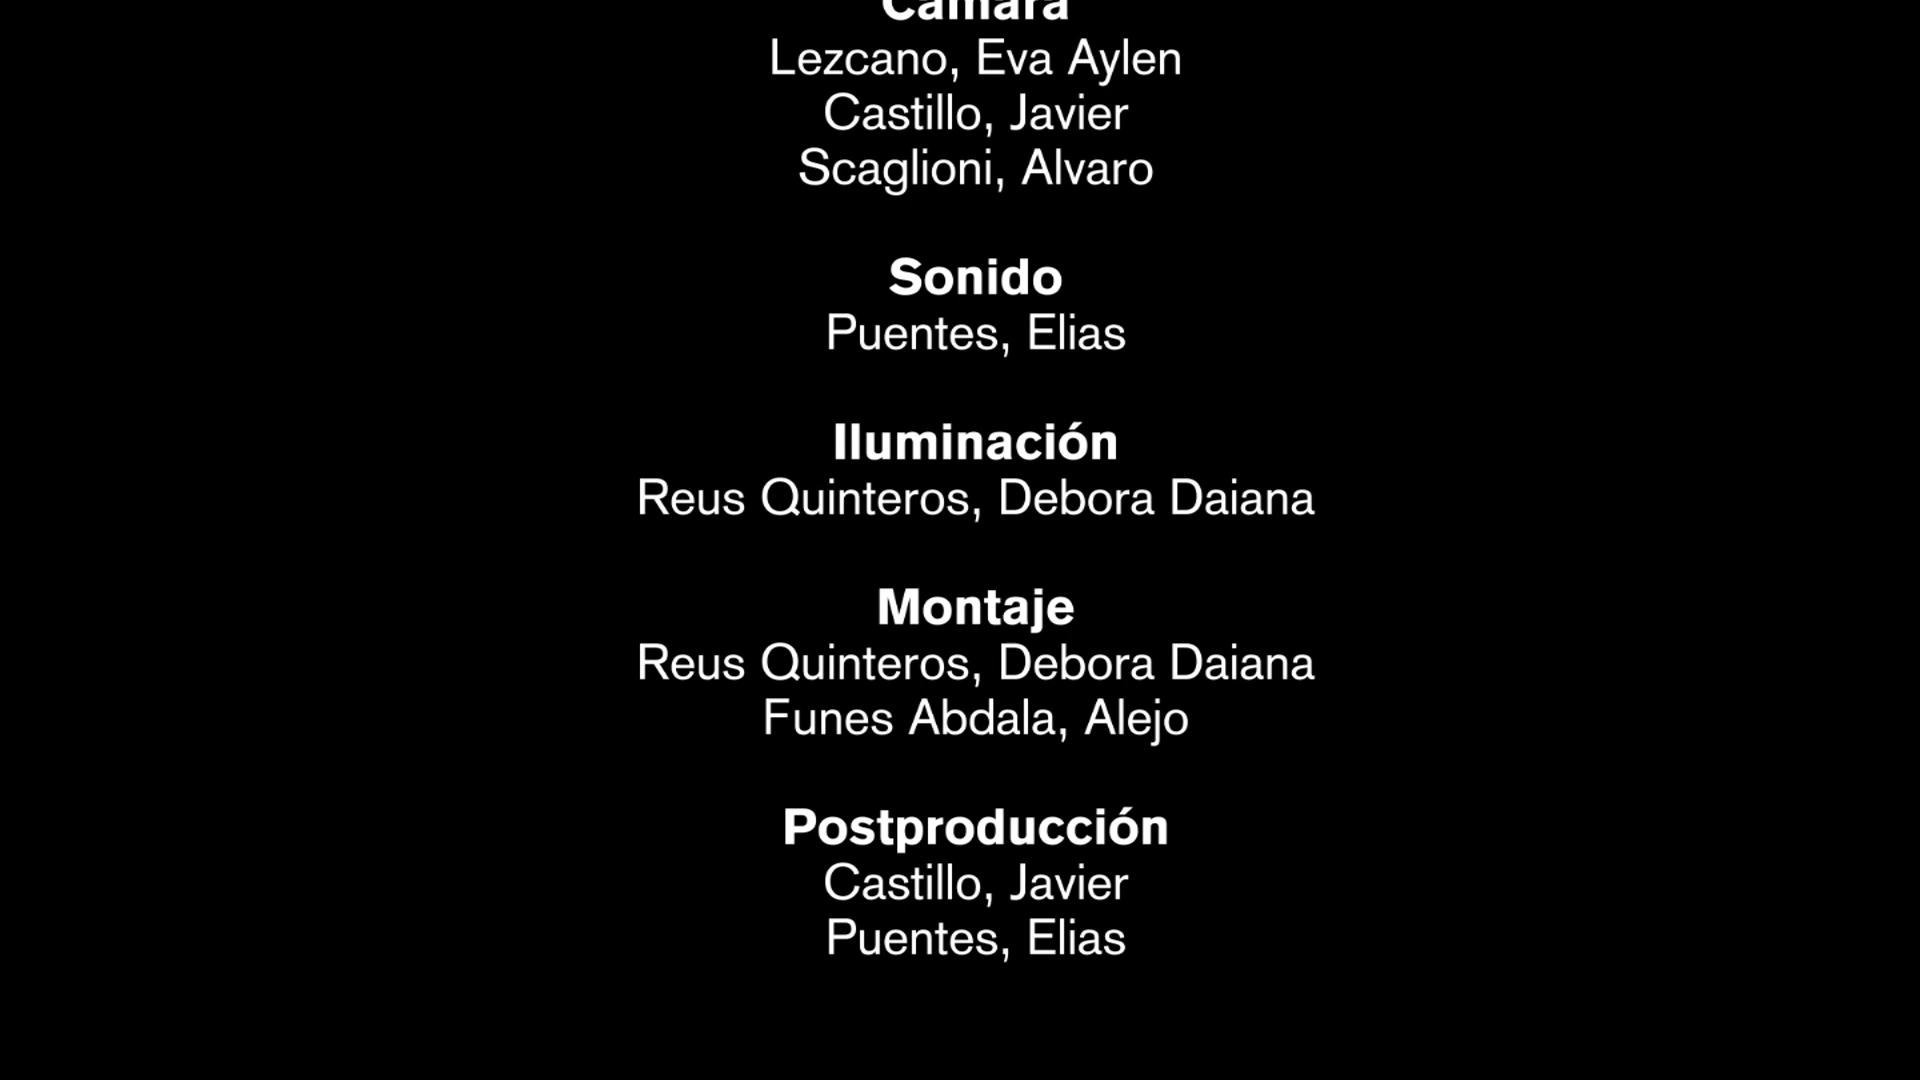 Cámara
Lezcano, Eva Aylen
Castillo, Javier
Scaglioni, Alvaro
Sonido
Puentes, Elias
Iluminación
Reus Quinteros, Debora Daiana
Montaje
Reus Quinteros, Debora Daiana
Funes Abdala, Alejo
Postproducción
Castillo, Javier
Puentes, Elias